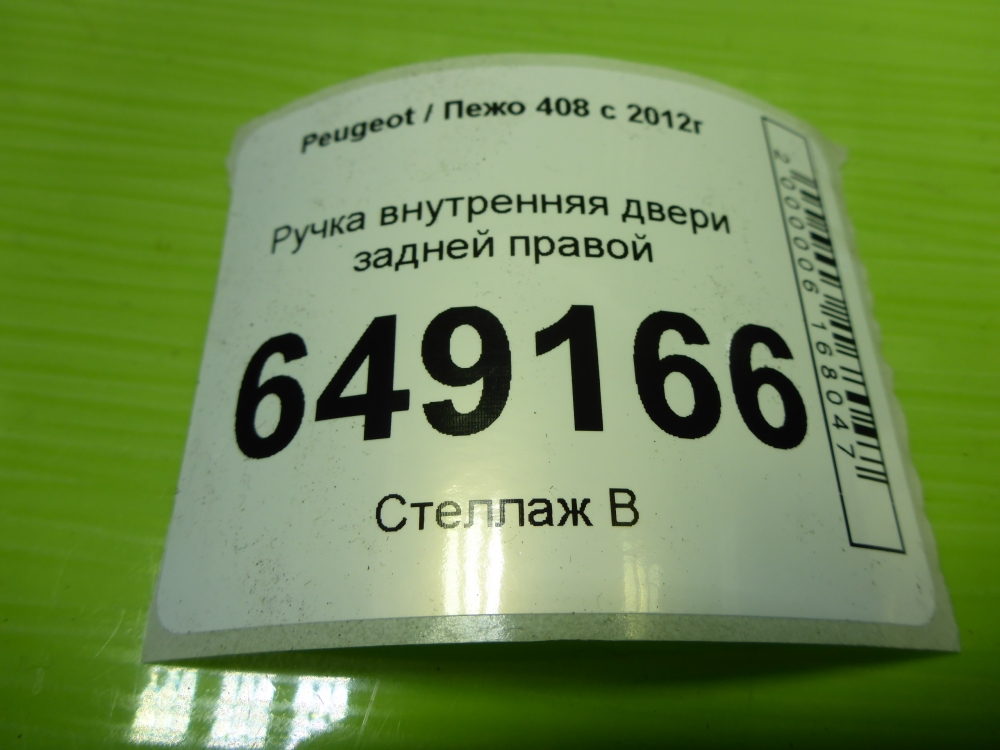 Peugeot / Пежо 408 с 2012г
Ручка внутренняя двери
задней правой
649166
Стеллаж В
2000006168047